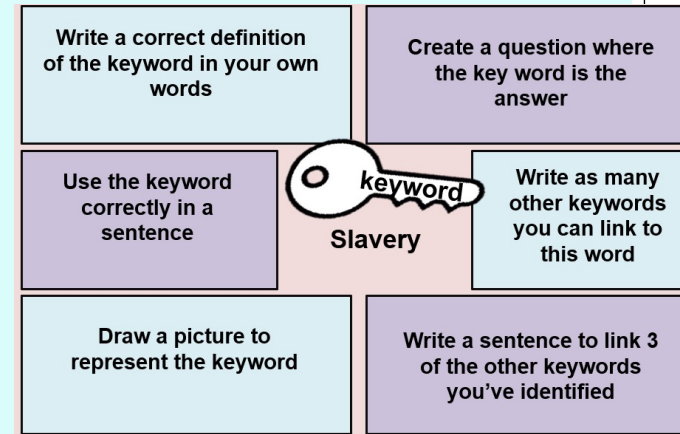 Write a correct definition
of the keyword in your own
words
Create a question where
the key word is the
answer
Use the keyword
correctly in a
sentence
keyword
Slavery
Write as many
other keywords
you can link to
this word
Draw a picture to
represent the keyword
Write a sentence to link 3
of the other keywords
you've identified